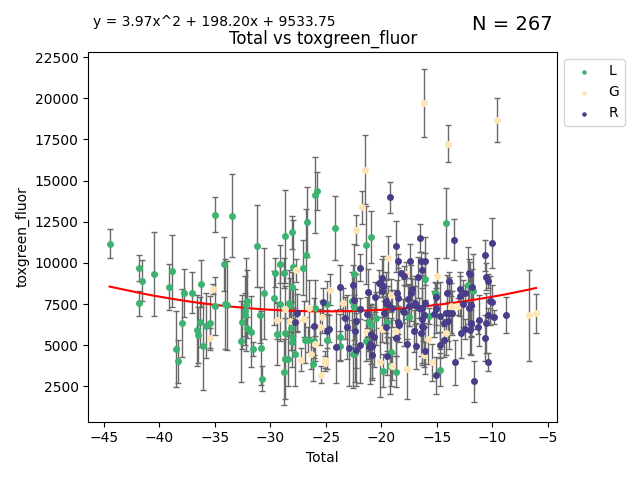 y = 3.97x^2 + 198.20x + 9533.75
N = 267
Total vs toxgreen_fluor
22500
20000
17500
15000
12500
10000
7500
5000
2500
toxgreen_fluor
−45
−40
−35
−30
−25
−20
−15
−10
−5
Total
L
G
R